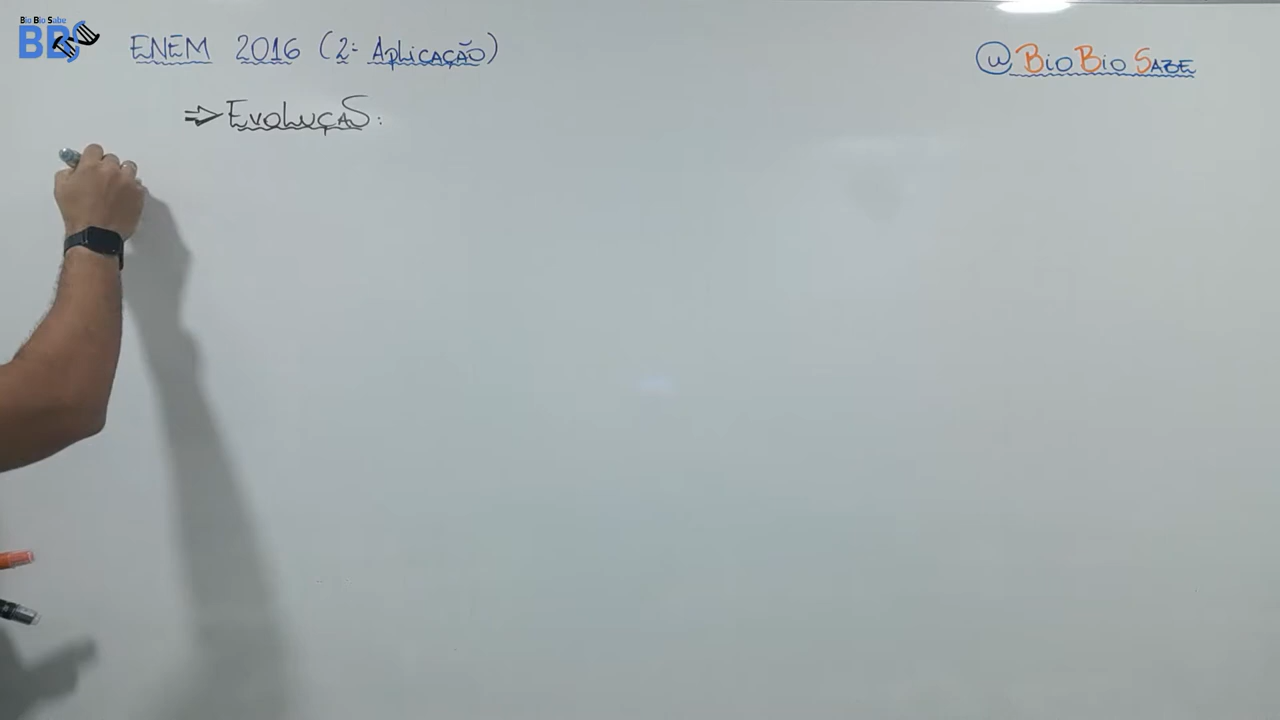 Bio Bio Sabe
BBS
ENEM 2016 (2ª Aplicação)
@BioBioSABE
⇒ Evolução: